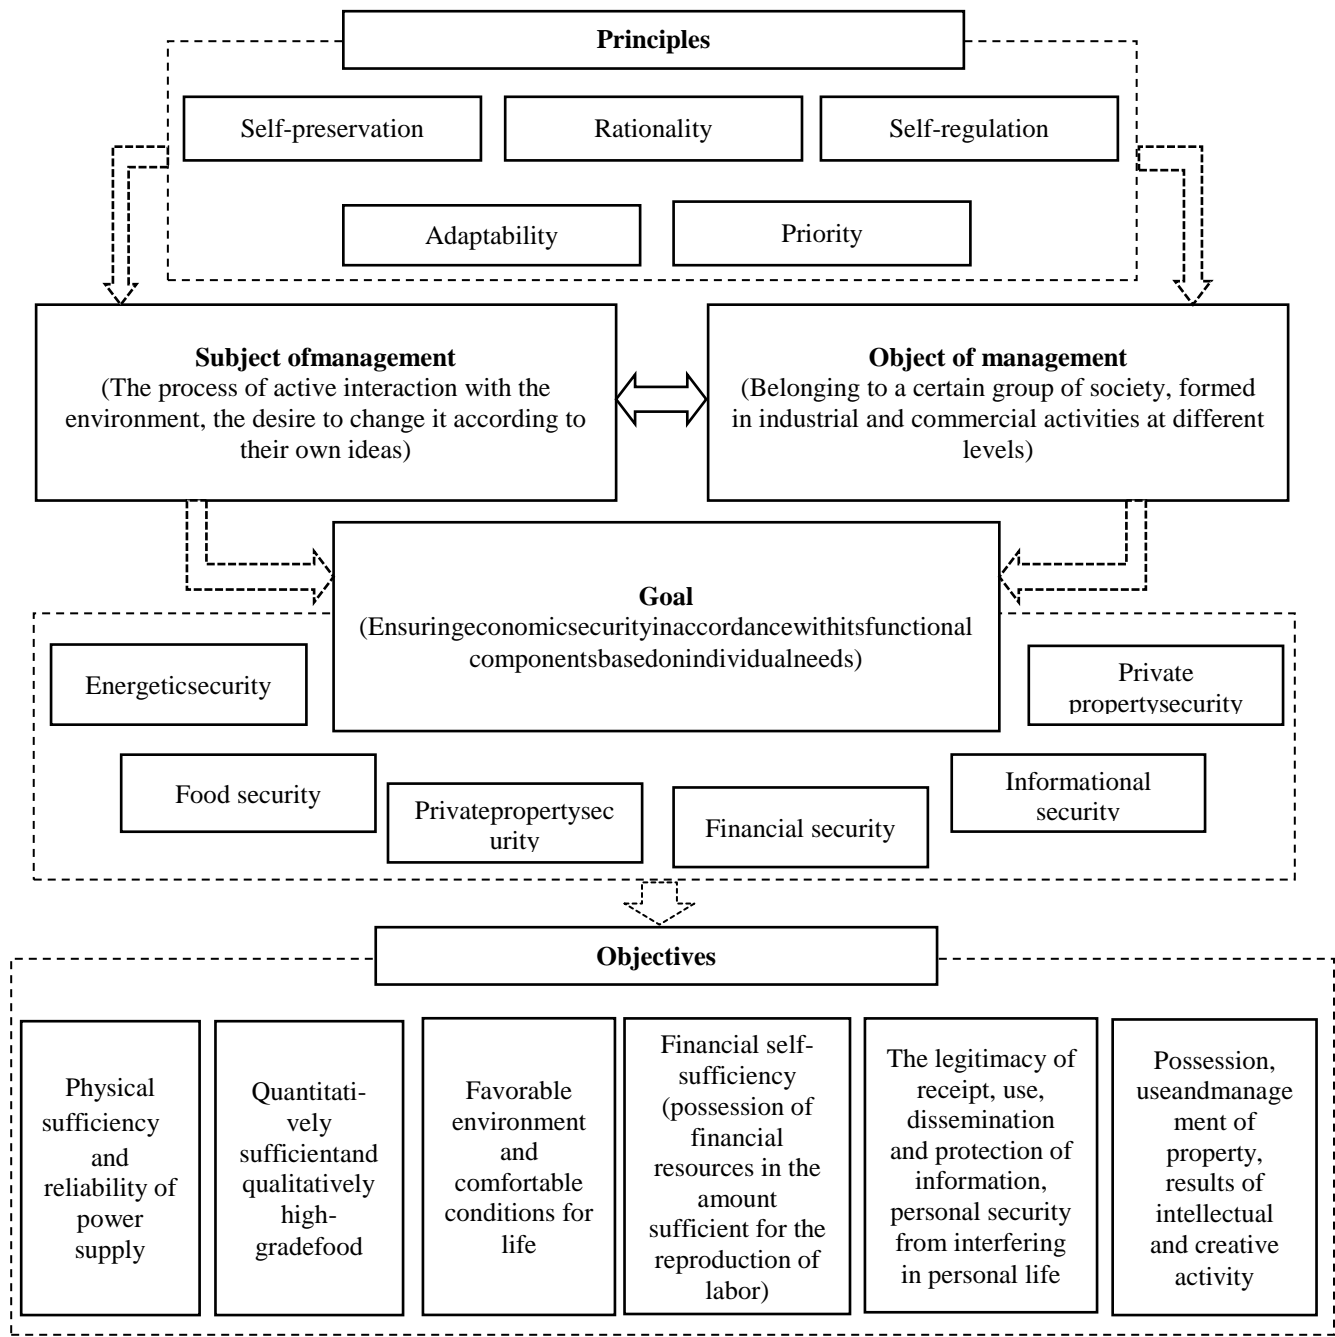 Principles
Self-preservation
Rationality
Self-regulation
Adaptability
Priority
Subject ofmanagement
(The process of active interaction with the
environment, the desire to change it according to
their own ideas)
Object of management
(Belonging to a certain group of society, formed
in industrial and commercial activities at different
levels)
Goal
(Ensuringeconomicsecurityinaccordancewithitsfunctional
componentsbasedonindividualneeds)
Energeticsecurity
Private
propertysecurity
Food security
Privatepropertysec
urity
Financial security
Informational
security
Objectives
Physical
sufficiency
and
reliability of
power
supply
Quantitati-
vely
sufficientand
qualitatively
high-
gradefood
Favorable
environment
and
comfortable
conditions for
life
Financial self-
sufficiency
(possession of
financial
resources in the
amount
sufficient for the
reproduction of
labor)
The legitimacy of
receipt, use,
dissemination
and protection of
information,
personal security
from interfering
in personal life
Possession,
useandmanage
ment of
property,
results of
intellectual
and creative
activity